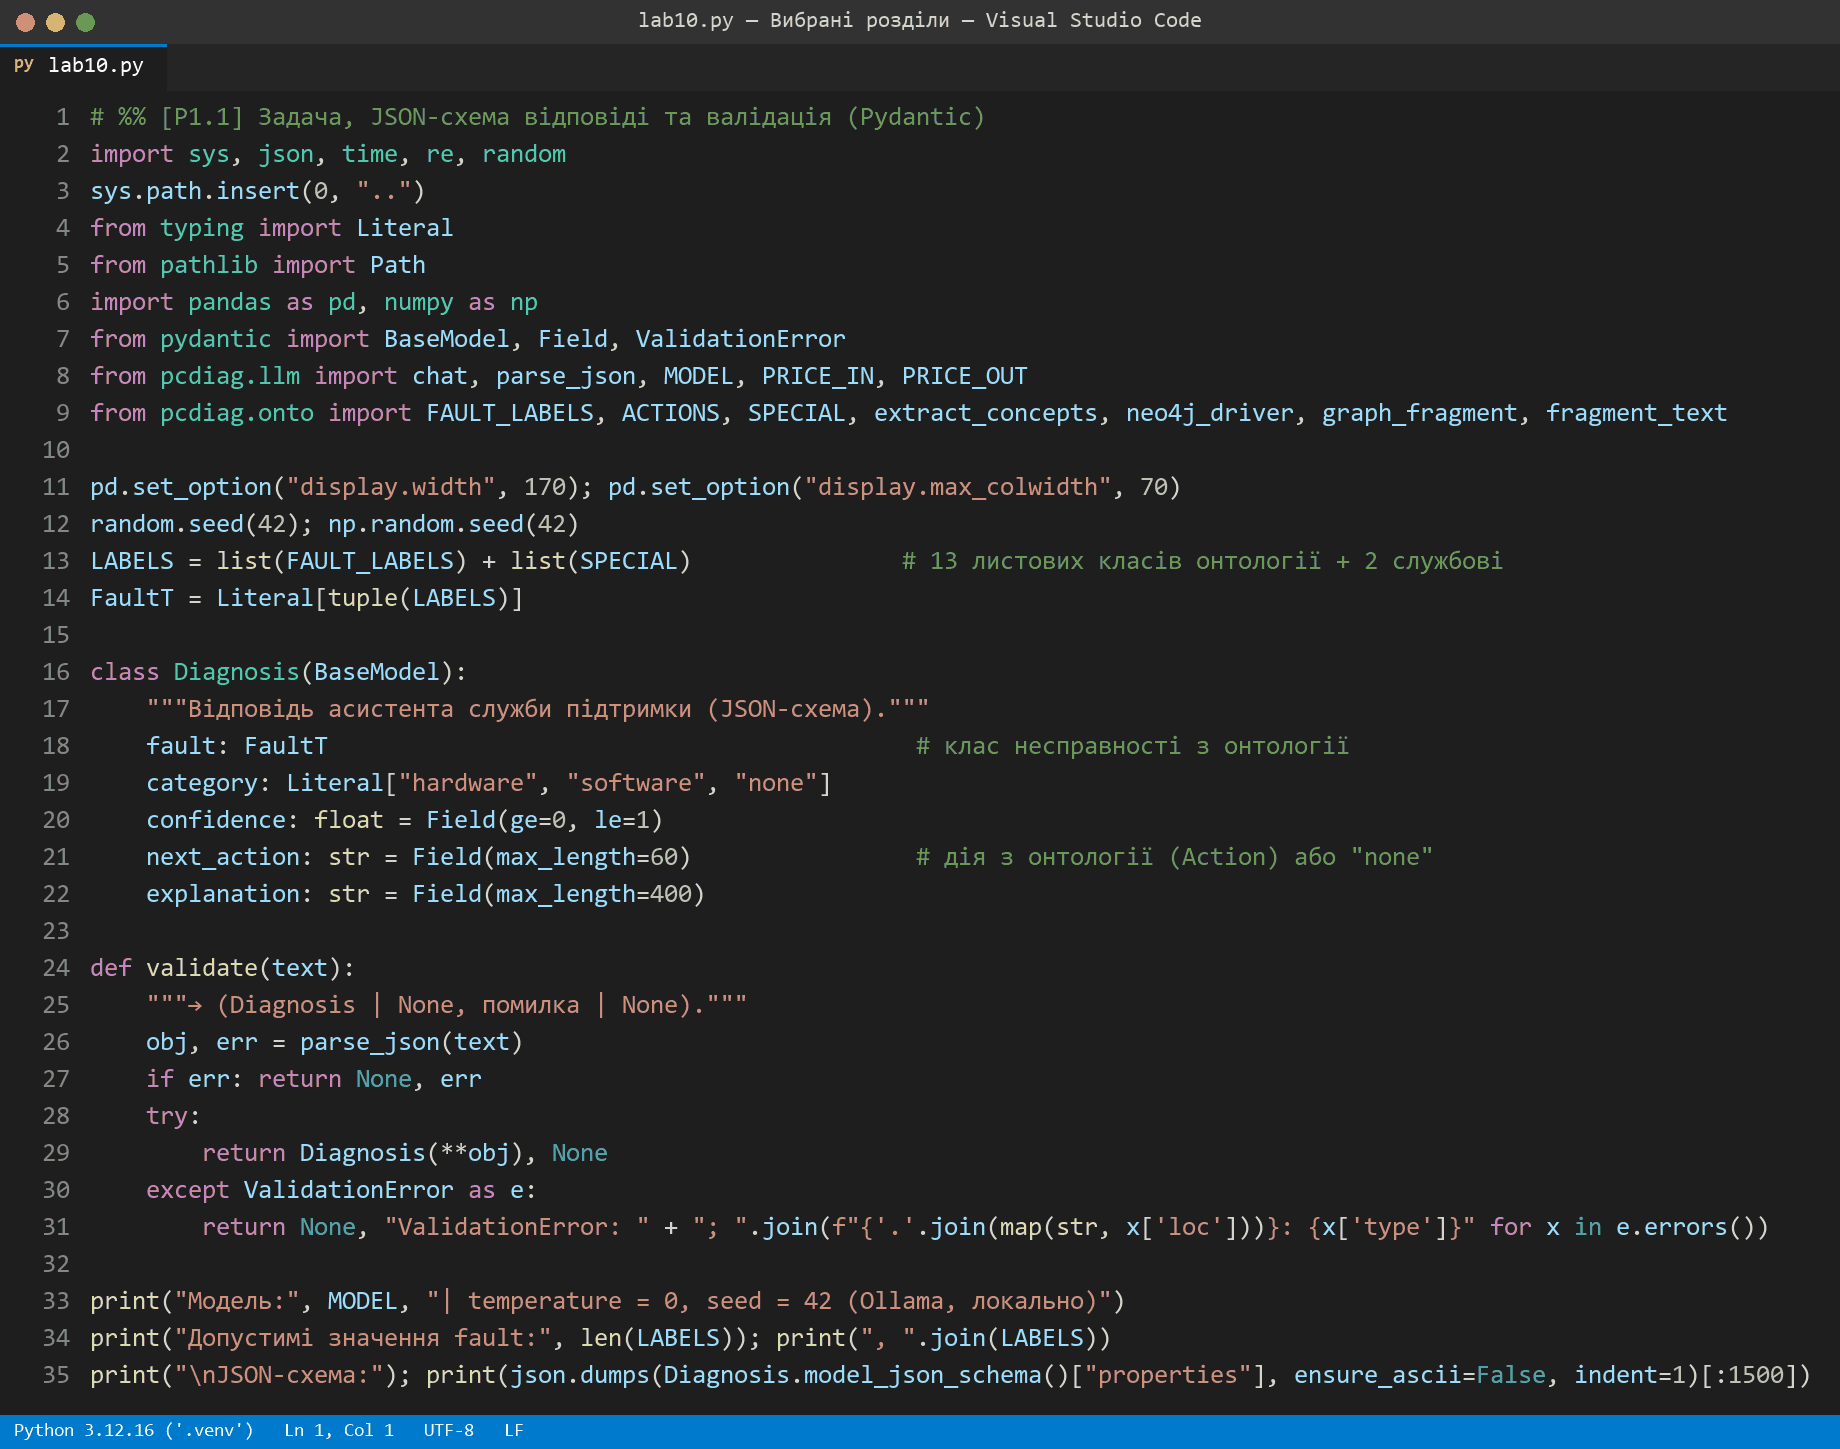 lab10.py — Вибрані розділи — Visual Studio Code
py lab10.py
1 # %% [P1.1] Задача, JSON-схема відповіді та валідація (Pydantic)
2 import sys, json, time, re, random
3 sys.path.insert(0, "..")
4 from typing import Literal
5 from pathlib import Path
6 import pandas as pd, numpy as np
7 from pydantic import BaseModel, Field, ValidationError
8 from pcdiag.llm import chat, parse_json, MODEL, PRICE_IN, PRICE_OUT
9 from pcdiag.onto import FAULT_LABELS, ACTIONS, SPECIAL, extract_concepts, neo4j_driver, graph_fragment, fragment_text
10
11 pd.set_option("display.width", 170); pd.set_option("display.max_colwidth", 70)
12 random.seed(42); np.random.seed(42)
13 LABELS = list(FAULT_LABELS) + list(SPECIAL)               # 13 листових класів онтології + 2 службові
14 FaultT = Literal[tuple(LABELS)]
15
16 class Diagnosis(BaseModel):
17     """Відповідь асистента служби підтримки (JSON-схема)."""
18     fault: FaultT                                          # клас несправності з онтології
19     category: Literal["hardware", "software", "none"]
20     confidence: float = Field(ge=0, le=1)
21     next_action: str = Field(max_length=60)                # дія з онтології (Action) або "none"
22     explanation: str = Field(max_length=400)
23
24 def validate(text):
25     """→ (Diagnosis | None, помилка | None)."""
26     obj, err = parse_json(text)
27     if err: return None, err
28     try:
29         return Diagnosis(**obj), None
30     except ValidationError as e:
31         return None, "ValidationError: " + "; ".join(f"{'.'.join(map(str, x['loc']))}: {x['type']}" for x in e.errors())
32
33 print("Модель:", MODEL, "| temperature = 0, seed = 42 (Ollama, локально)")
34 print("Допустимі значення fault:", len(LABELS)); print(", ".join(LABELS))
35 print("\nJSON-схема:"); print(json.dumps(Diagnosis.model_json_schema()["properties"], ensure_ascii=False, indent=1)[:1500])
Python 3.12.16 ('.venv')   Ln 1, Col 1   UTF-8   LF